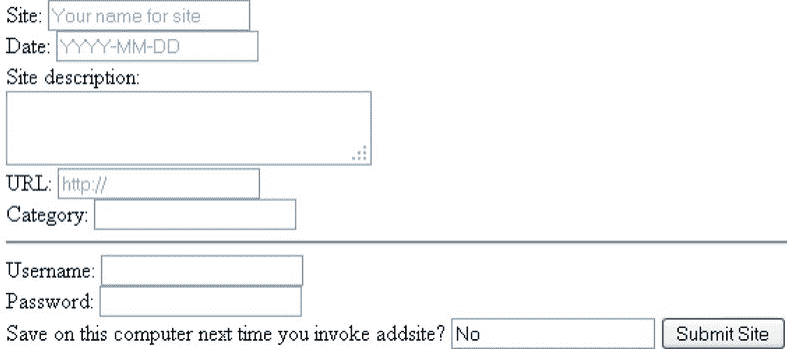 Site: Your name for site
Date: YYYY-MM-DD
Site description:
URL: http://
Category:
Username:
Password:
Save on this computer next time you invoke addsite? No Submit Site